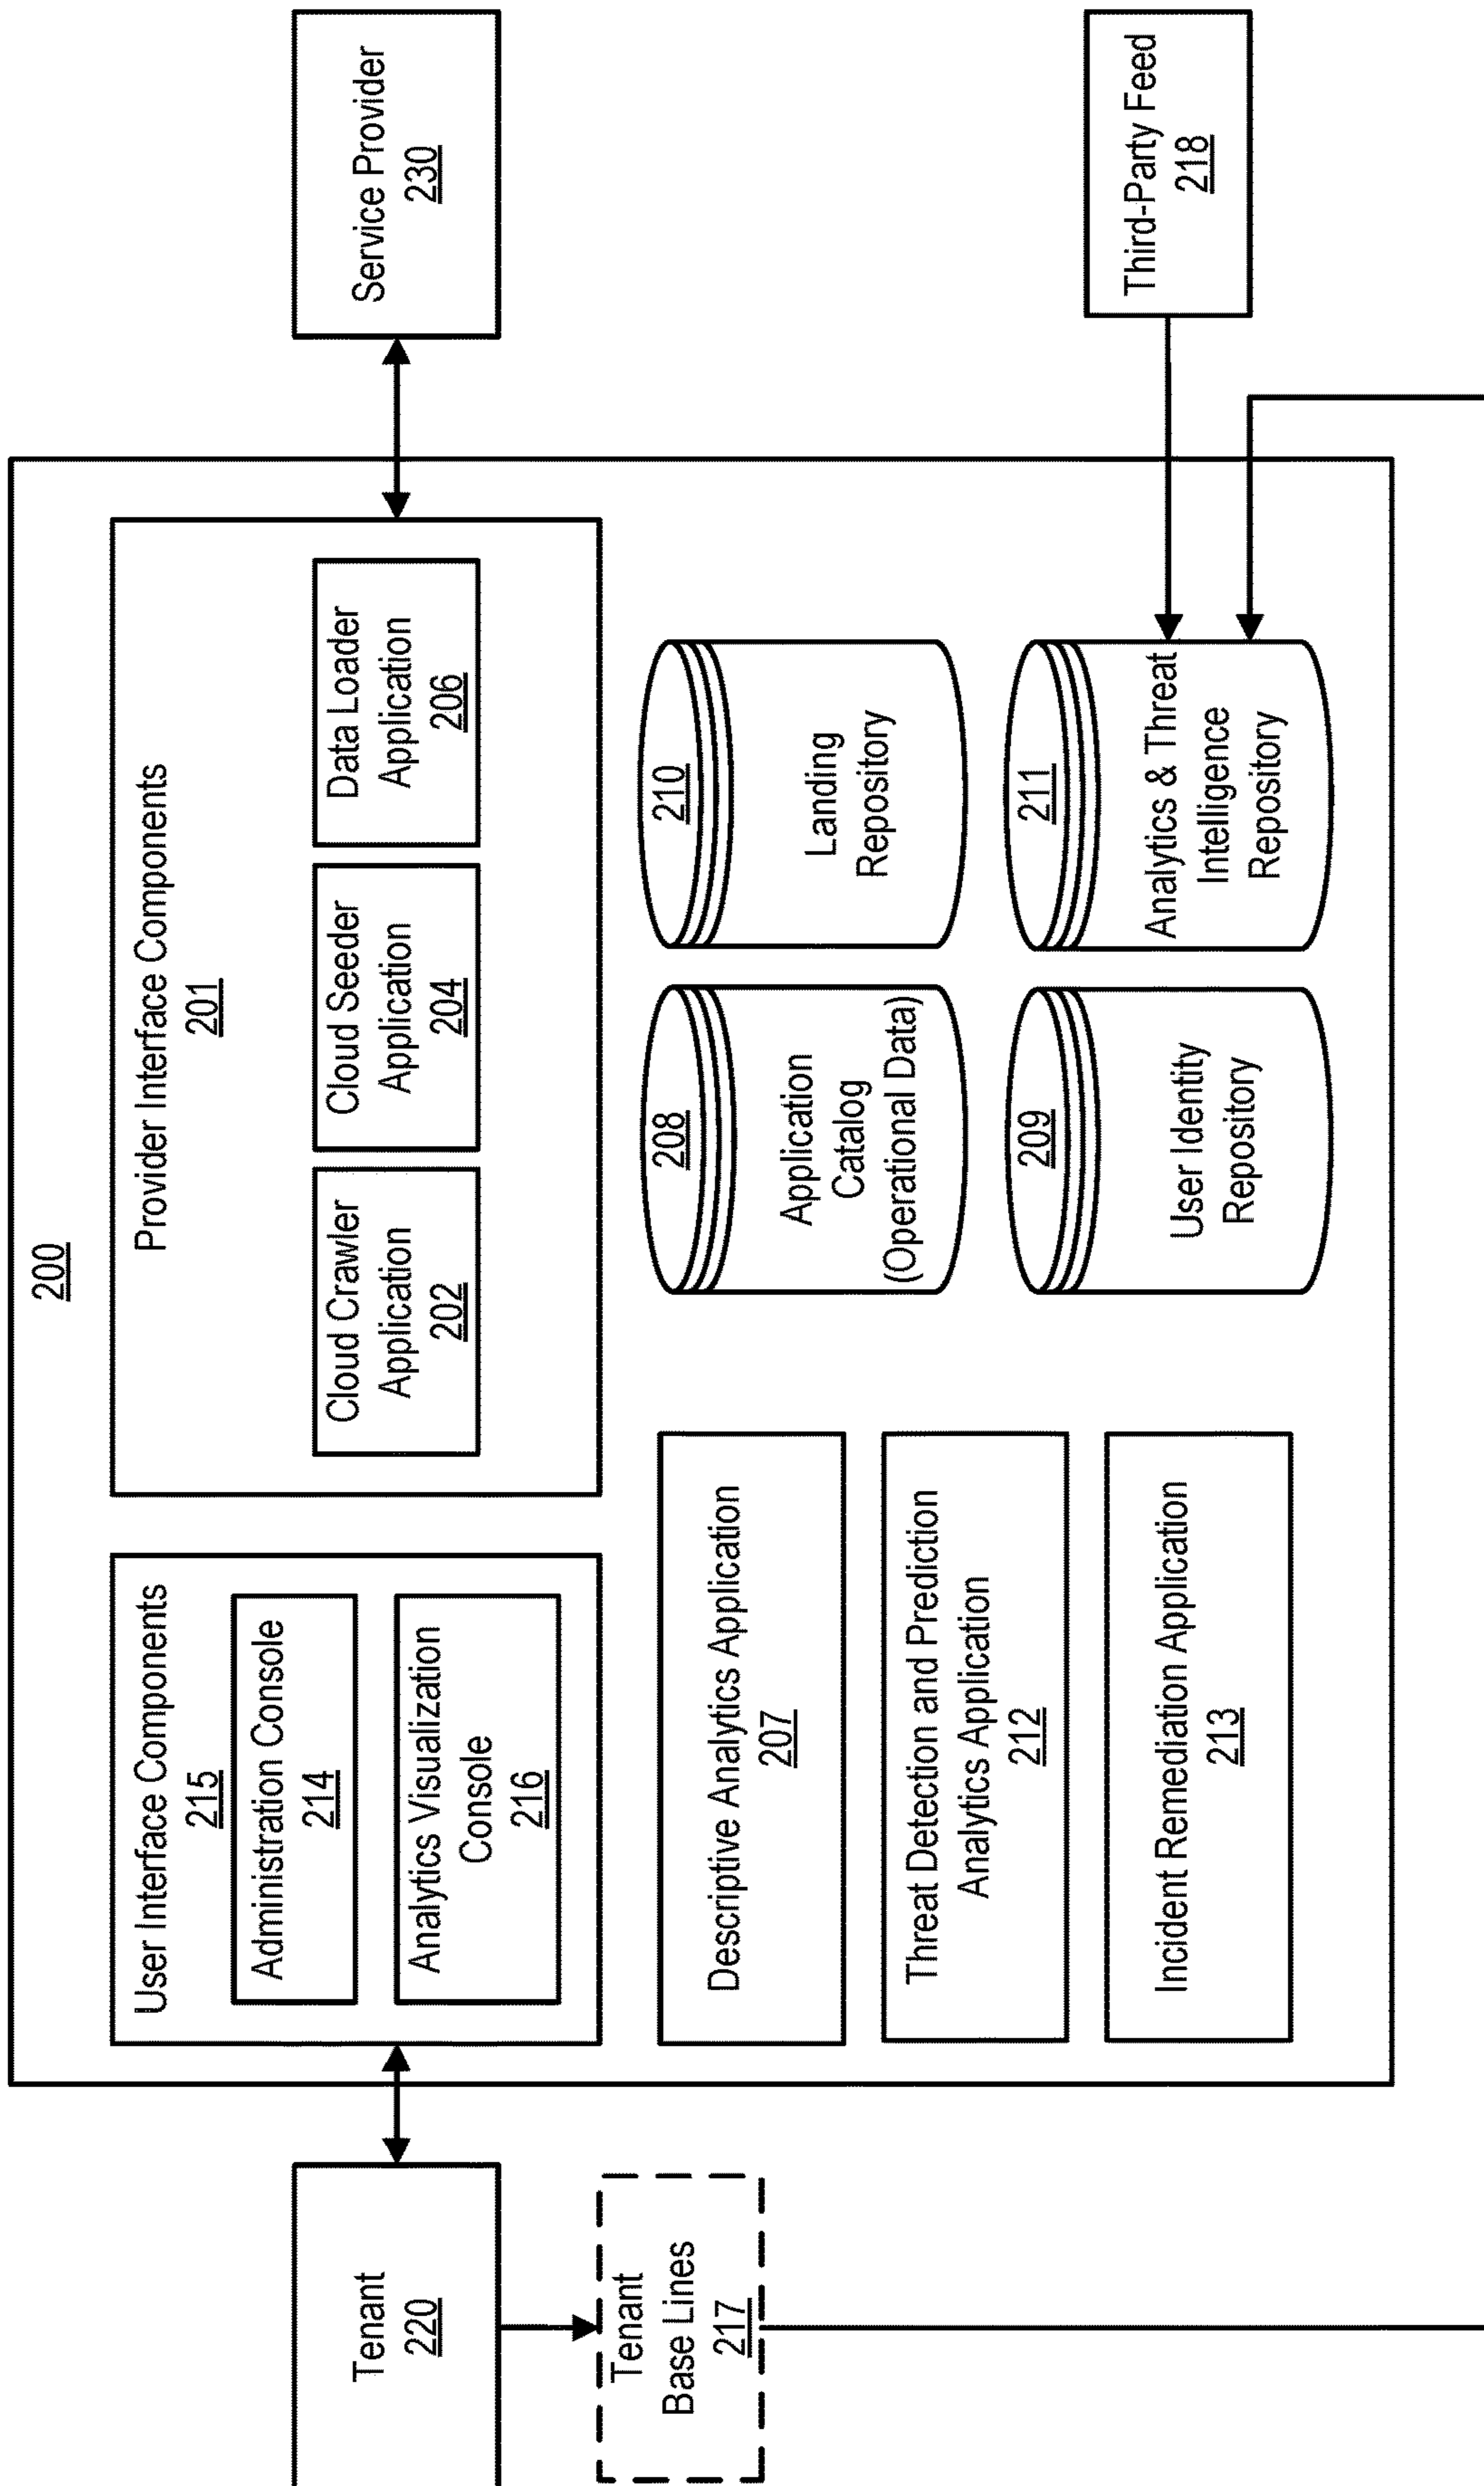 200
Tenant
220
User Interface Components
215
Administration Console
214
Analytics Visualization
Console
216
Provider Interface Components
201
Cloud Crawler
Application
202
Cloud Seeder
Application
204
Data Loader
Application
206
Service Provider
230
Tenant
Base Lines
217
Descriptive Analytics Application
207
Threat Detection and Prediction
Analytics Application
212
Incident Remediation Application
213
208
Application
Catalog
(Operational Data)
210
Landing
Repository
209
User Identity
Repository
211
Analytics & Threat
Intelligence
Repository
Third-Party Feed
218